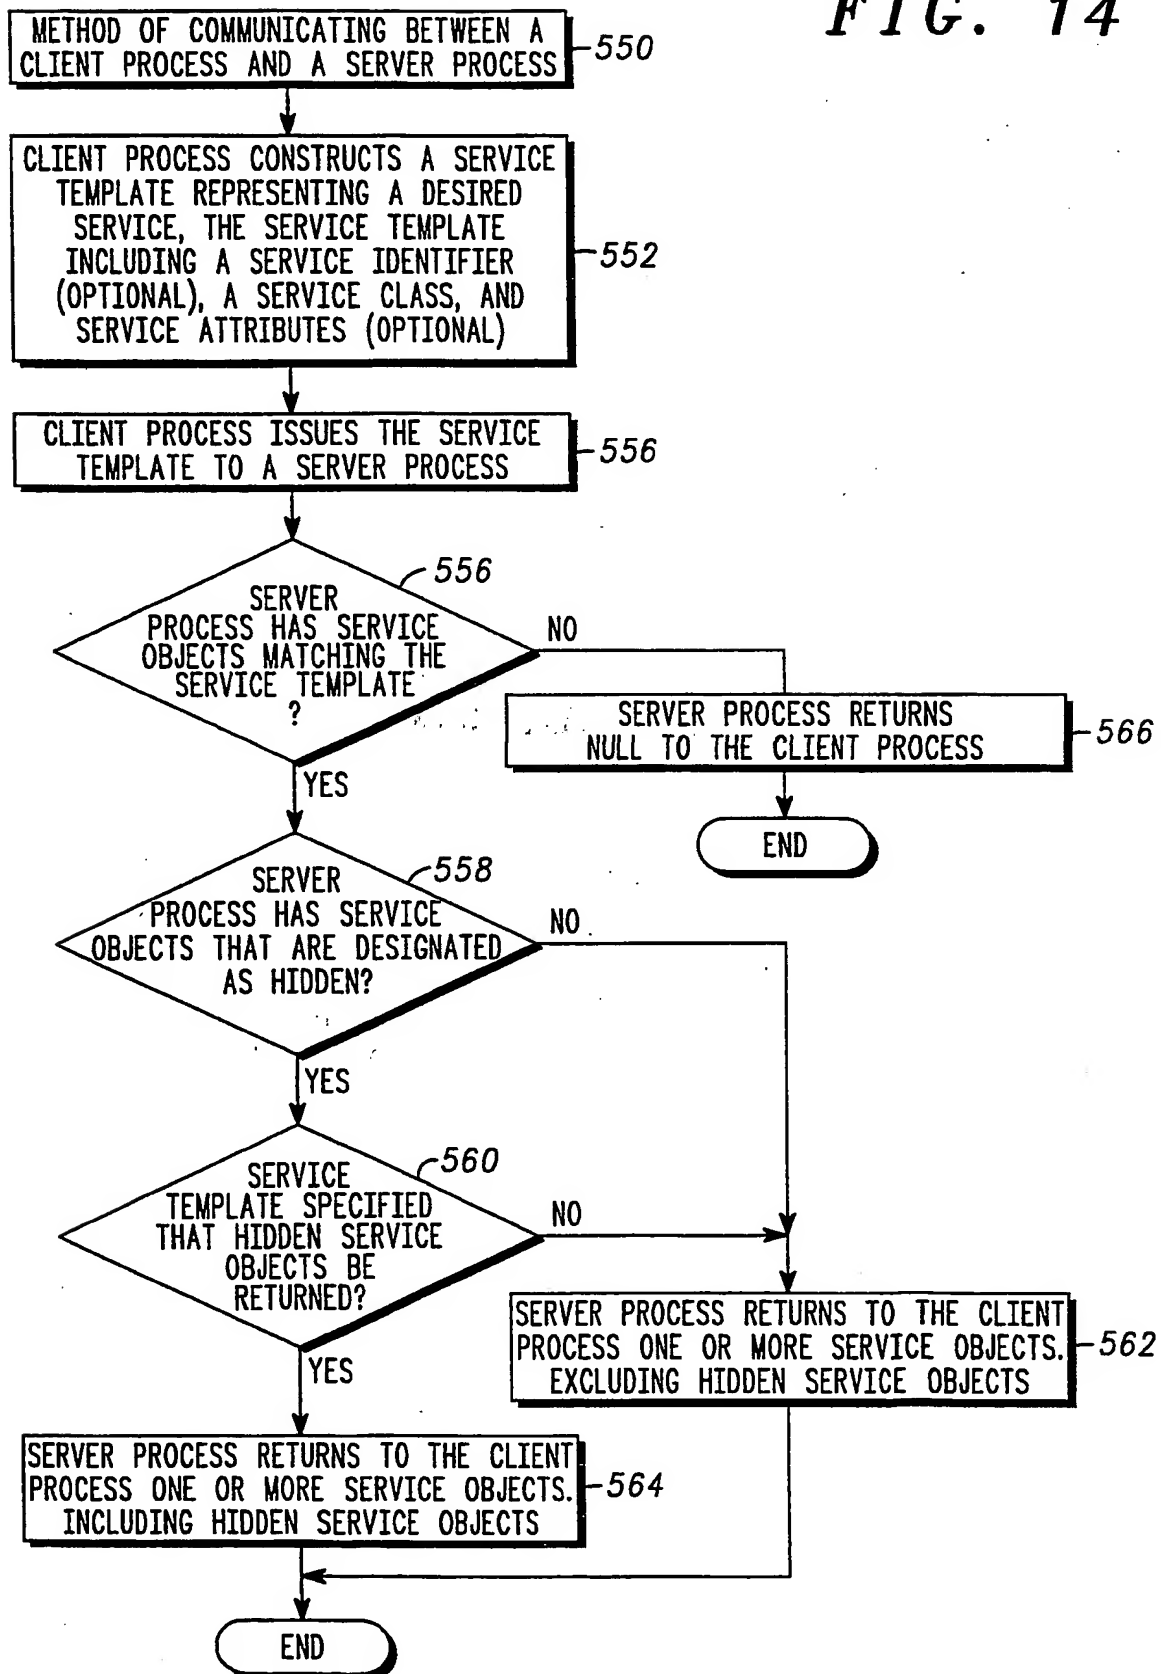 FIG. 14
METHOD OF COMMUNICATING BETWEEN A
CLIENT PROCESS AND A SERVER PROCESS
550
CLIENT PROCESS CONSTRUCTS A SERVICE
TEMPLATE REPRESENTING A DESIRED
SERVICE, THE SERVICE TEMPLATE
INCLUDING A SERVICE IDENTIFIER
(OPTIONAL), A SERVICE CLASS, AND
SERVICE ATTRIBUTES (OPTIONAL)
552
CLIENT PROCESS ISSUES THE SERVICE
TEMPLATE TO A SERVER PROCESS
556
556
SERVER
PROCESS HAS SERVICE
OBJECTS MATCHING THE
SERVICE TEMPLATE
?
NO
YES
SERVER PROCESS RETURNS
NULL TO THE CLIENT PROCESS
566
END
558
SERVER
PROCESS HAS SERVICE
OBJECTS THAT ARE DESIGNATED
AS HIDDEN?
NO
YES
560
SERVICE
TEMPLATE SPECIFIED
THAT HIDDEN SERVICE
OBJECTS BE
RETURNED?
NO
YES
SERVER PROCESS RETURNS TO THE CLIENT
PROCESS ONE OR MORE SERVICE OBJECTS.
EXCLUDING HIDDEN SERVICE OBJECTS
562
SERVER PROCESS RETURNS TO THE CLIENT
PROCESS ONE OR MORE SERVICE OBJECTS.
INCLUDING HIDDEN SERVICE OBJECTS
564
END